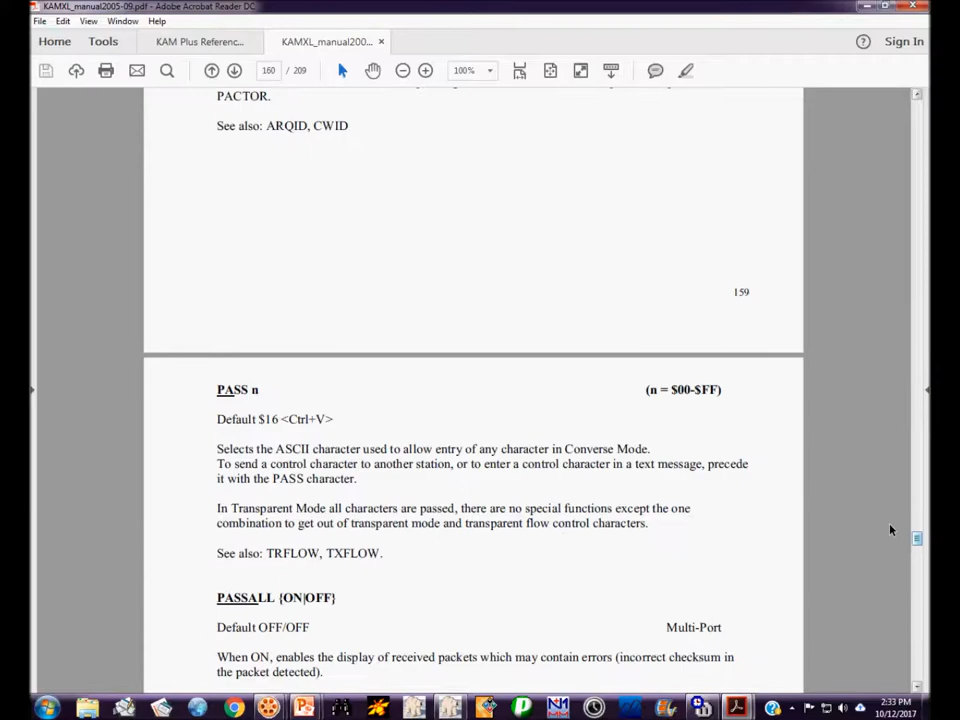 KAMXL_manual2005-09.pdf - Adobe Acrobat Reader DC
File Edit View Window Help
Home Tools KAM Plus Referenc... KAMXL_manual200... × Sign In
160 / 209 100%
PACTOR.
See also: ARQID, CWID
159
PASS n (n = $00-$FF)
Default $16 <Ctrl+V>
Selects the ASCII character used to allow entry of any character in Converse Mode.
To send a control character to another station, or to enter a control character in a text message, precede
it with the PASS character.
In Transparent Mode all characters are passed, there are no special functions except the one
combination to get out of transparent mode and transparent flow control characters.
See also: TRFLOW, TXFLOW.
PASSALL {ON|OFF}
Default OFF/OFF Multi-Port
When ON, enables the display of received packets which may contain errors (incorrect checksum in
the packet detected).
2:33 PM
10/12/2017